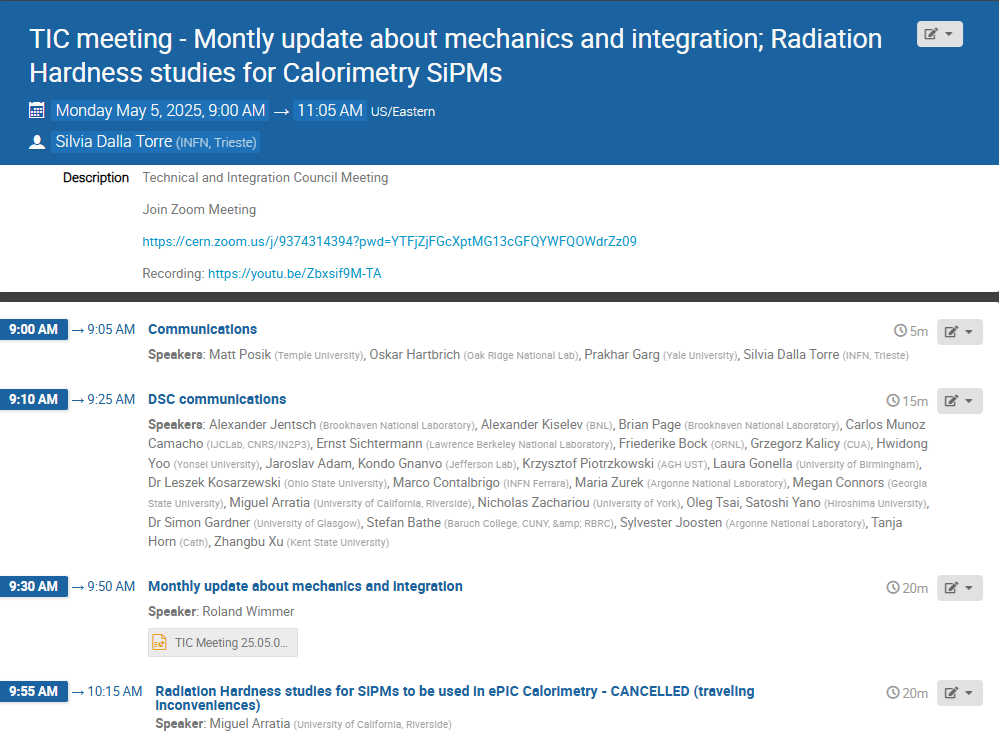 TIC meeting - Montly update about mechanics and integration; Radiation
Hardness studies for Calorimetry SiPMs
Monday May 5, 2025, 9:00 AM → 11:05 AM US/Eastern
Silvia Dalla Torre (INFN, Trieste)
Description Technical and Integration Council Meeting
Join Zoom Meeting
https://cern.zoom.us/j/9374314394?pwd=YTFjZjFGcXptMG13cGFQYWFQOWdrZz09
Recording: https://youtu.be/Zbxsif9M-TA
9:00 AM → 9:05 AM Communications 5m
Speakers: Matt Posik (Temple University), Oskar Hartbrich (Oak Ridge National Lab), Prakhar Garg (Yale University), Silvia Dalla Torre (INFN, Trieste)
9:10 AM → 9:25 AM DSC communications 15m
Speakers: Alexander Jentsch (Brookhaven National Laboratory), Alexander Kiselev (BNL), Brian Page (Brookhaven National Laboratory), Carlos Munoz
Camacho (IJCLab, CNRS/IN2P3), Ernst Sichtermann (Lawrence Berkeley National Laboratory), Friederike Bock (ORNL), Grzegorz Kalicy (CUA), Hwidong
Yoo (Yonsei University), Jaroslav Adam, Kondo Gnanvo (Jefferson Lab), Krzysztof Piotrzkowski (AGH UST), Laura Gonella (University of Birmingham),
Dr Leszek Kosarzewski (Ohio State University), Marco Contalbrigo (INFN Ferrara), Maria Zurek (Argonne National Laboratory), Megan Connors (Georgia
State University), Miguel Arratia (University of California, Riverside), Nicholas Zachariou (University of York), Oleg Tsai, Satoshi Yano (Hiroshima University),
Dr Simon Gardner (University of Glasgow), Stefan Bathe (Baruch College, CUNY, &amp; RBRC), Sylvester Joosten (Argonne National Laboratory), Tanja
Horn (Cath), Zhangbu Xu (Kent State University)
9:30 AM → 9:50 AM Monthly update about mechanics and integration 20m
Speaker: Roland Wimmer
TIC Meeting 25.05.0...
9:55 AM → 10:15 AM Radiation Hardness studies for SiPMs to be used in ePIC Calorimetry - CANCELLED (traveling 20m
inconveniences)
Speaker: Miguel Arratia (University of California, Riverside)